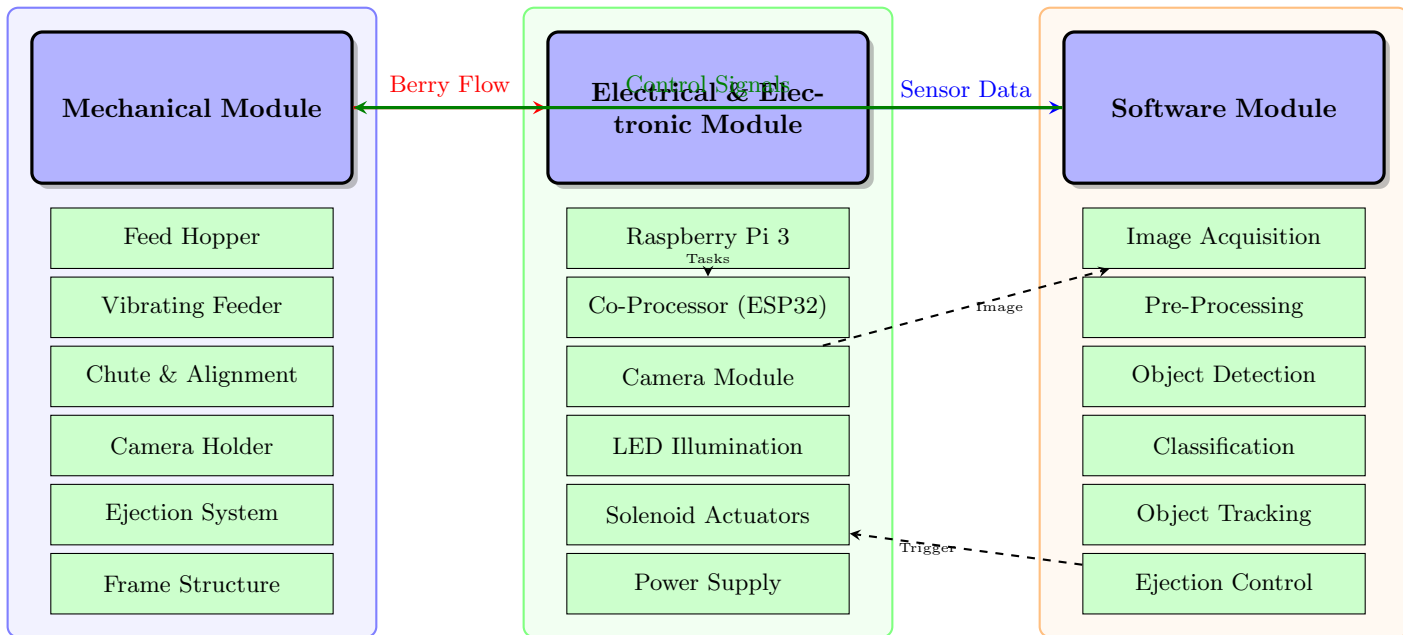 Mechanical Module
Berry Flow
Control Signals
Electrical & Elec-
tronic Module
Sensor Data
Software Module
Feed Hopper
Vibrating Feeder
Chute & Alignment
Camera Holder
Ejection System
Frame Structure
Raspberry Pi 3
Tasks
Co-Processor (ESP32)
Camera Module
LED Illumination
Solenoid Actuators
Power Supply
Image
Trigger
Image Acquisition
Pre-Processing
Object Detection
Classification
Object Tracking
Ejection Control